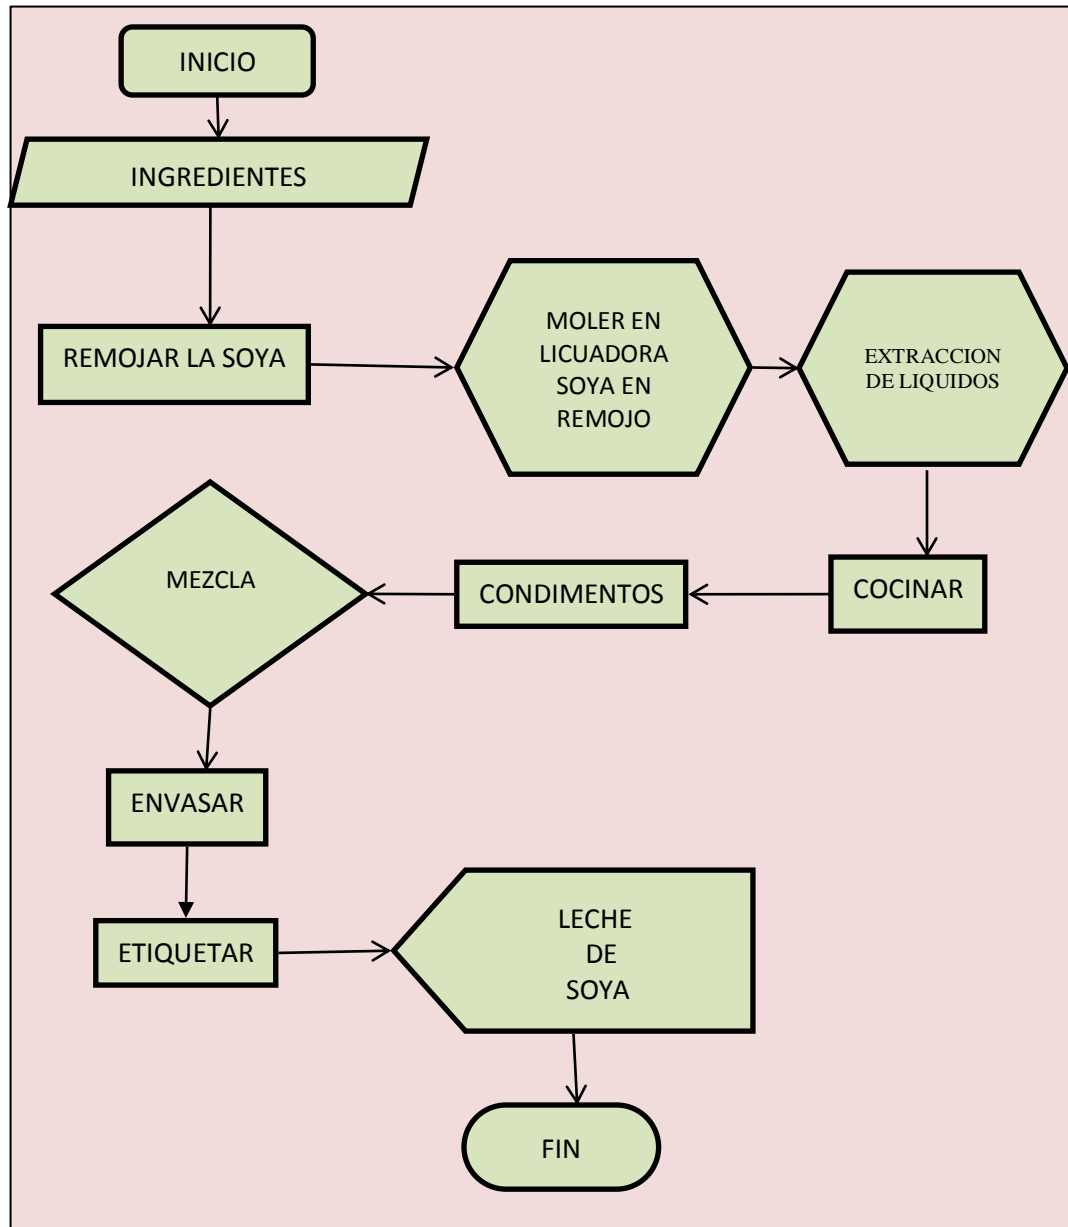 INICIO
INGREDIENTES
REMOJAR LA SOYA
MOLER EN
LICUADORA
SOYA EN
REMOJO
EXTRACCION
DE LIQUIDOS
COCINAR
CONDIMENTOS
MEZCLA
ENVASAR
ETIQUETAR
LECHE
DE
SOYA
FIN